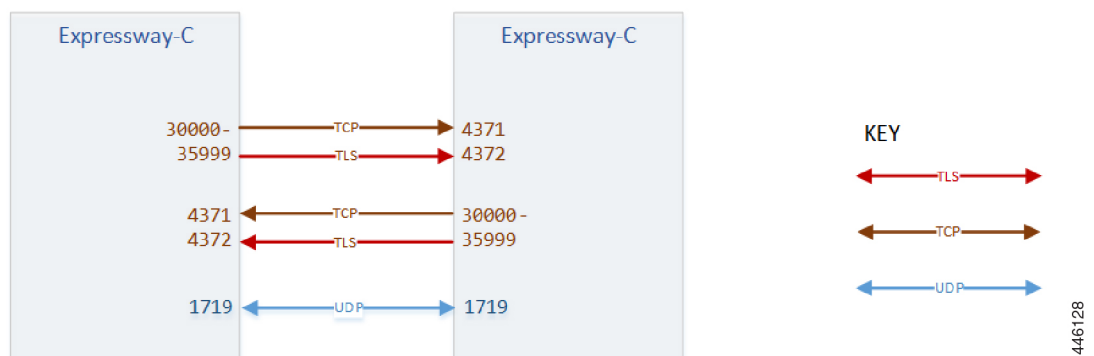 Expressway-C
Expressway-C
30000-
35999
TCP
TLS
4371
4372
4371
4372
TCP
TLS
30000-
35999
1719
UDP
1719
KEY
TLS
TCP
UDP
446128